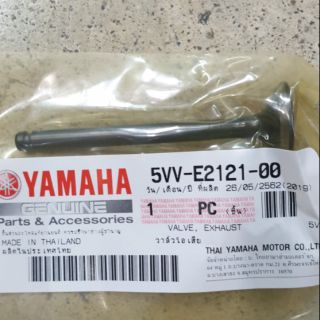 YAMAHA
GENUINE
Parts & Accessories
MADE IN THAILAND
ผลิตในประเทศไทย
5VV-E2121-00
วัน/เดือน/ปี ที่ผลิต 28/05/2562(2019)
1 PC (ชิ้น)
VALVE, EXHAUST
วาล์วไอเสีย
5V
THAI YAMAHA MOTOR CO., L